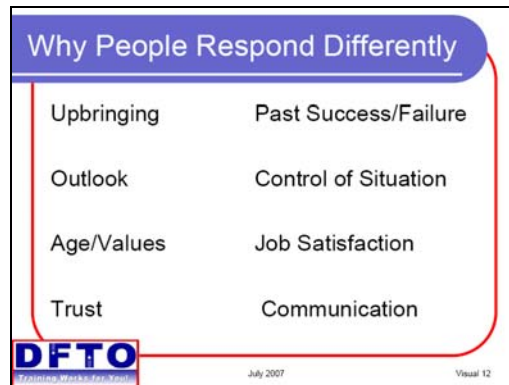 Why People Respond Differently
Upbringing Past Success/Failure
Outlook Control of Situation
Age/Values Job Satisfaction
Trust Communication
DFTO
Training Works for You!
July 2007 Visual 12